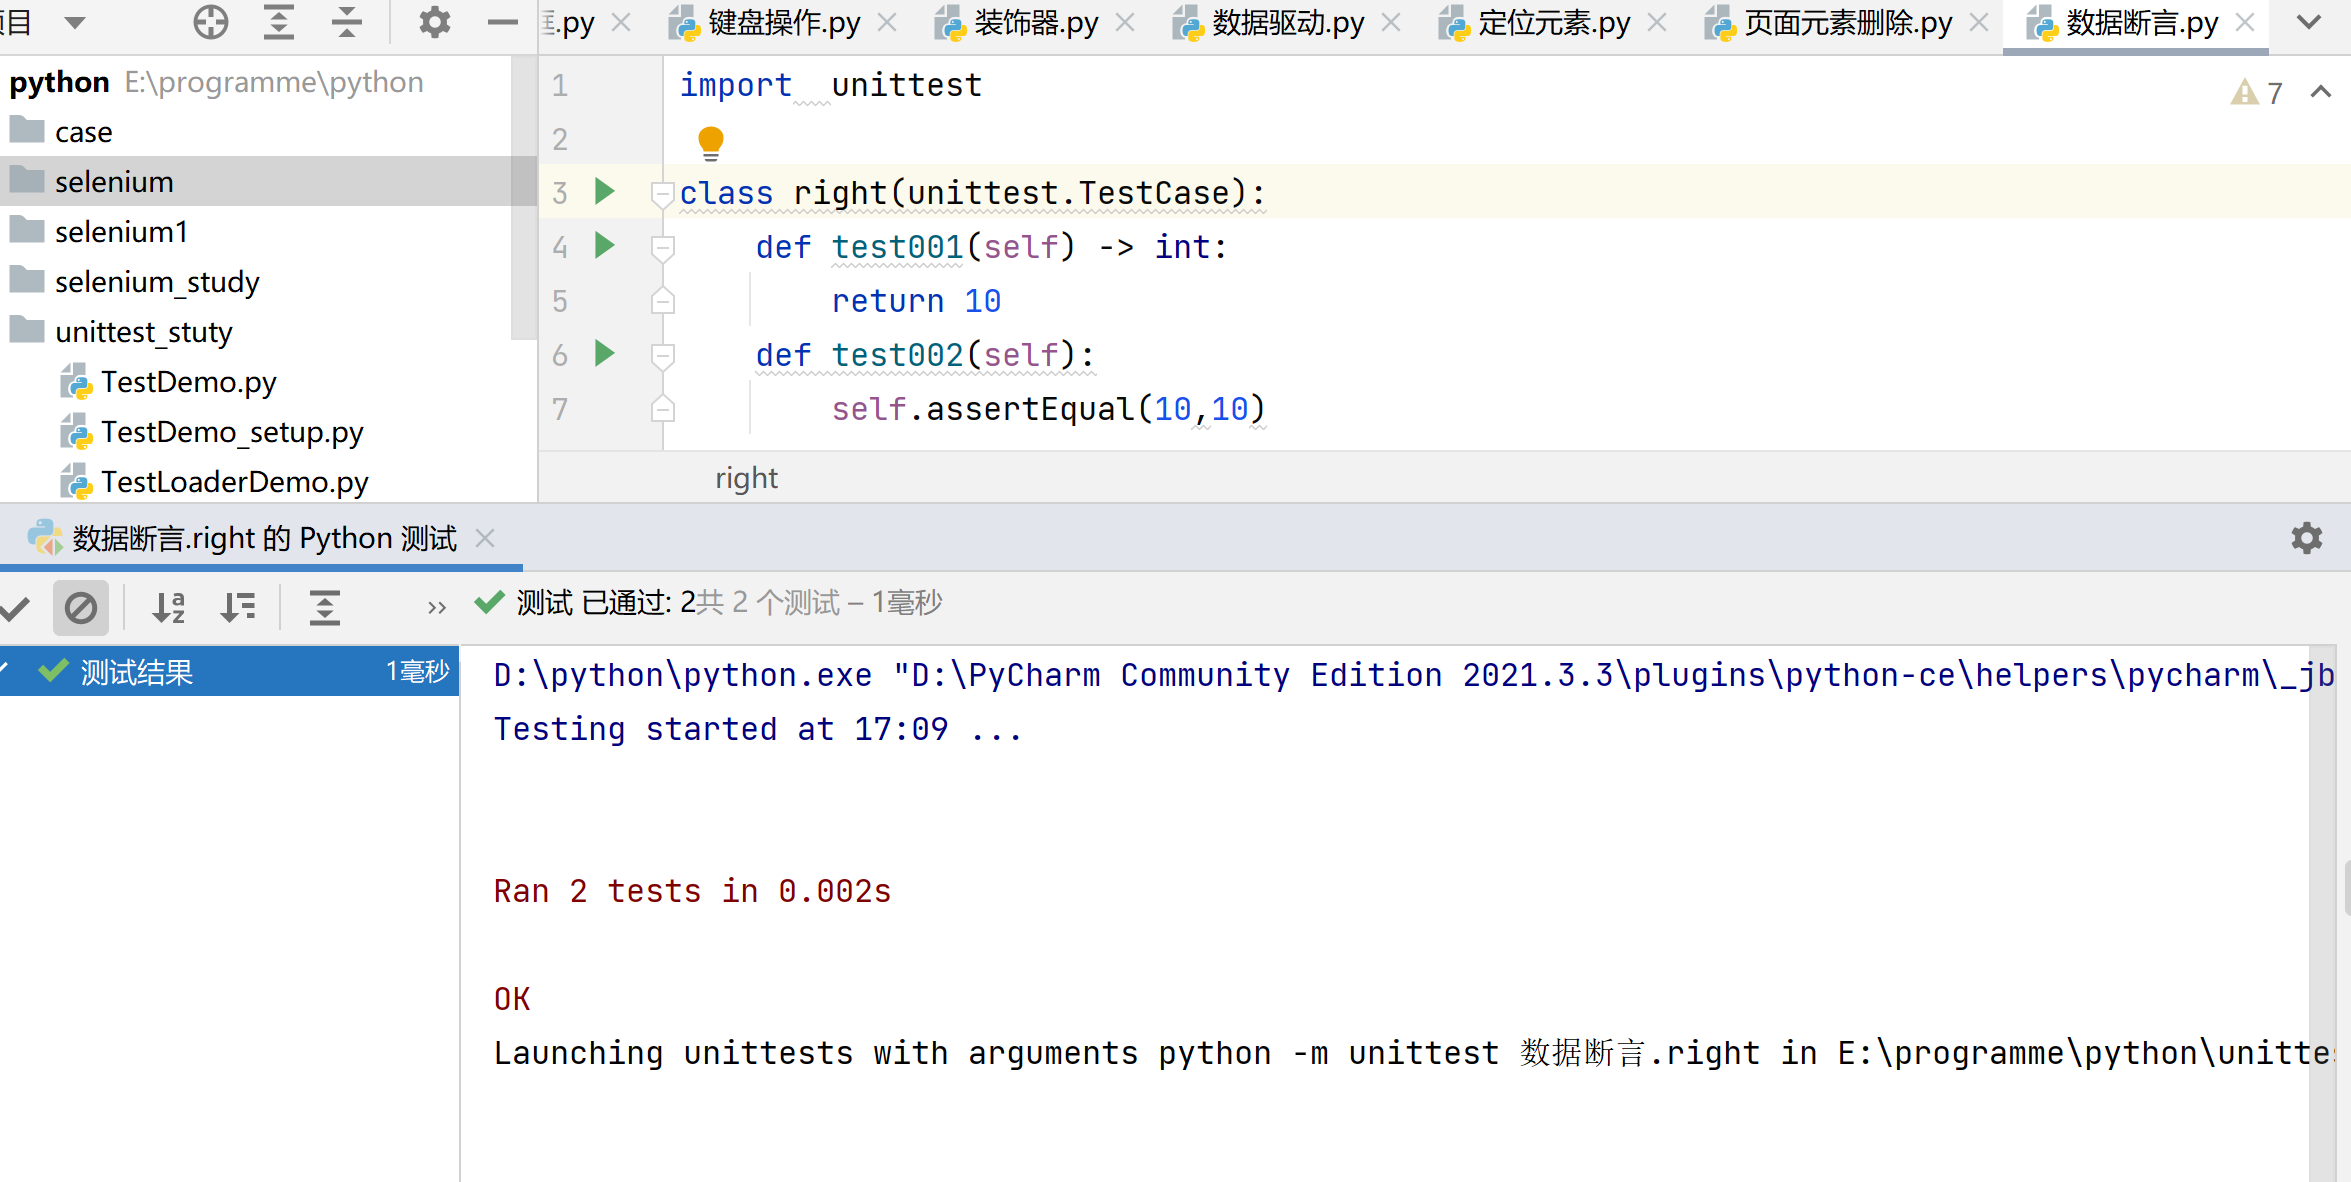 项目
.py 键盘操作.py 装饰器.py 数据驱动.py 定位元素.py 页面元素删除.py 数据断言.py
python E:\programme\python
case
selenium
selenium1
selenium_study
unittest_stuty
TestDemo.py
TestDemo_setup.py
TestLoaderDemo.py
7
1 import  unittest
2
3 class right(unittest.TestCase):
4     def test001(self) -> int:
5         return 10
6     def test002(self):
7         self.assertEqual(10,10)
right
数据断言.right 的 Python 测试
测试 已通过: 2共 2 个测试 – 1毫秒
测试结果 1毫秒
D:\python\python.exe "D:\PyCharm Community Edition 2021.3.3\plugins\python-ce\helpers\pycharm\_jb
Testing started at 17:09 ...
Ran 2 tests in 0.002s
OK
Launching unittests with arguments python -m unittest 数据断言.right in E:\programme\python\unittes